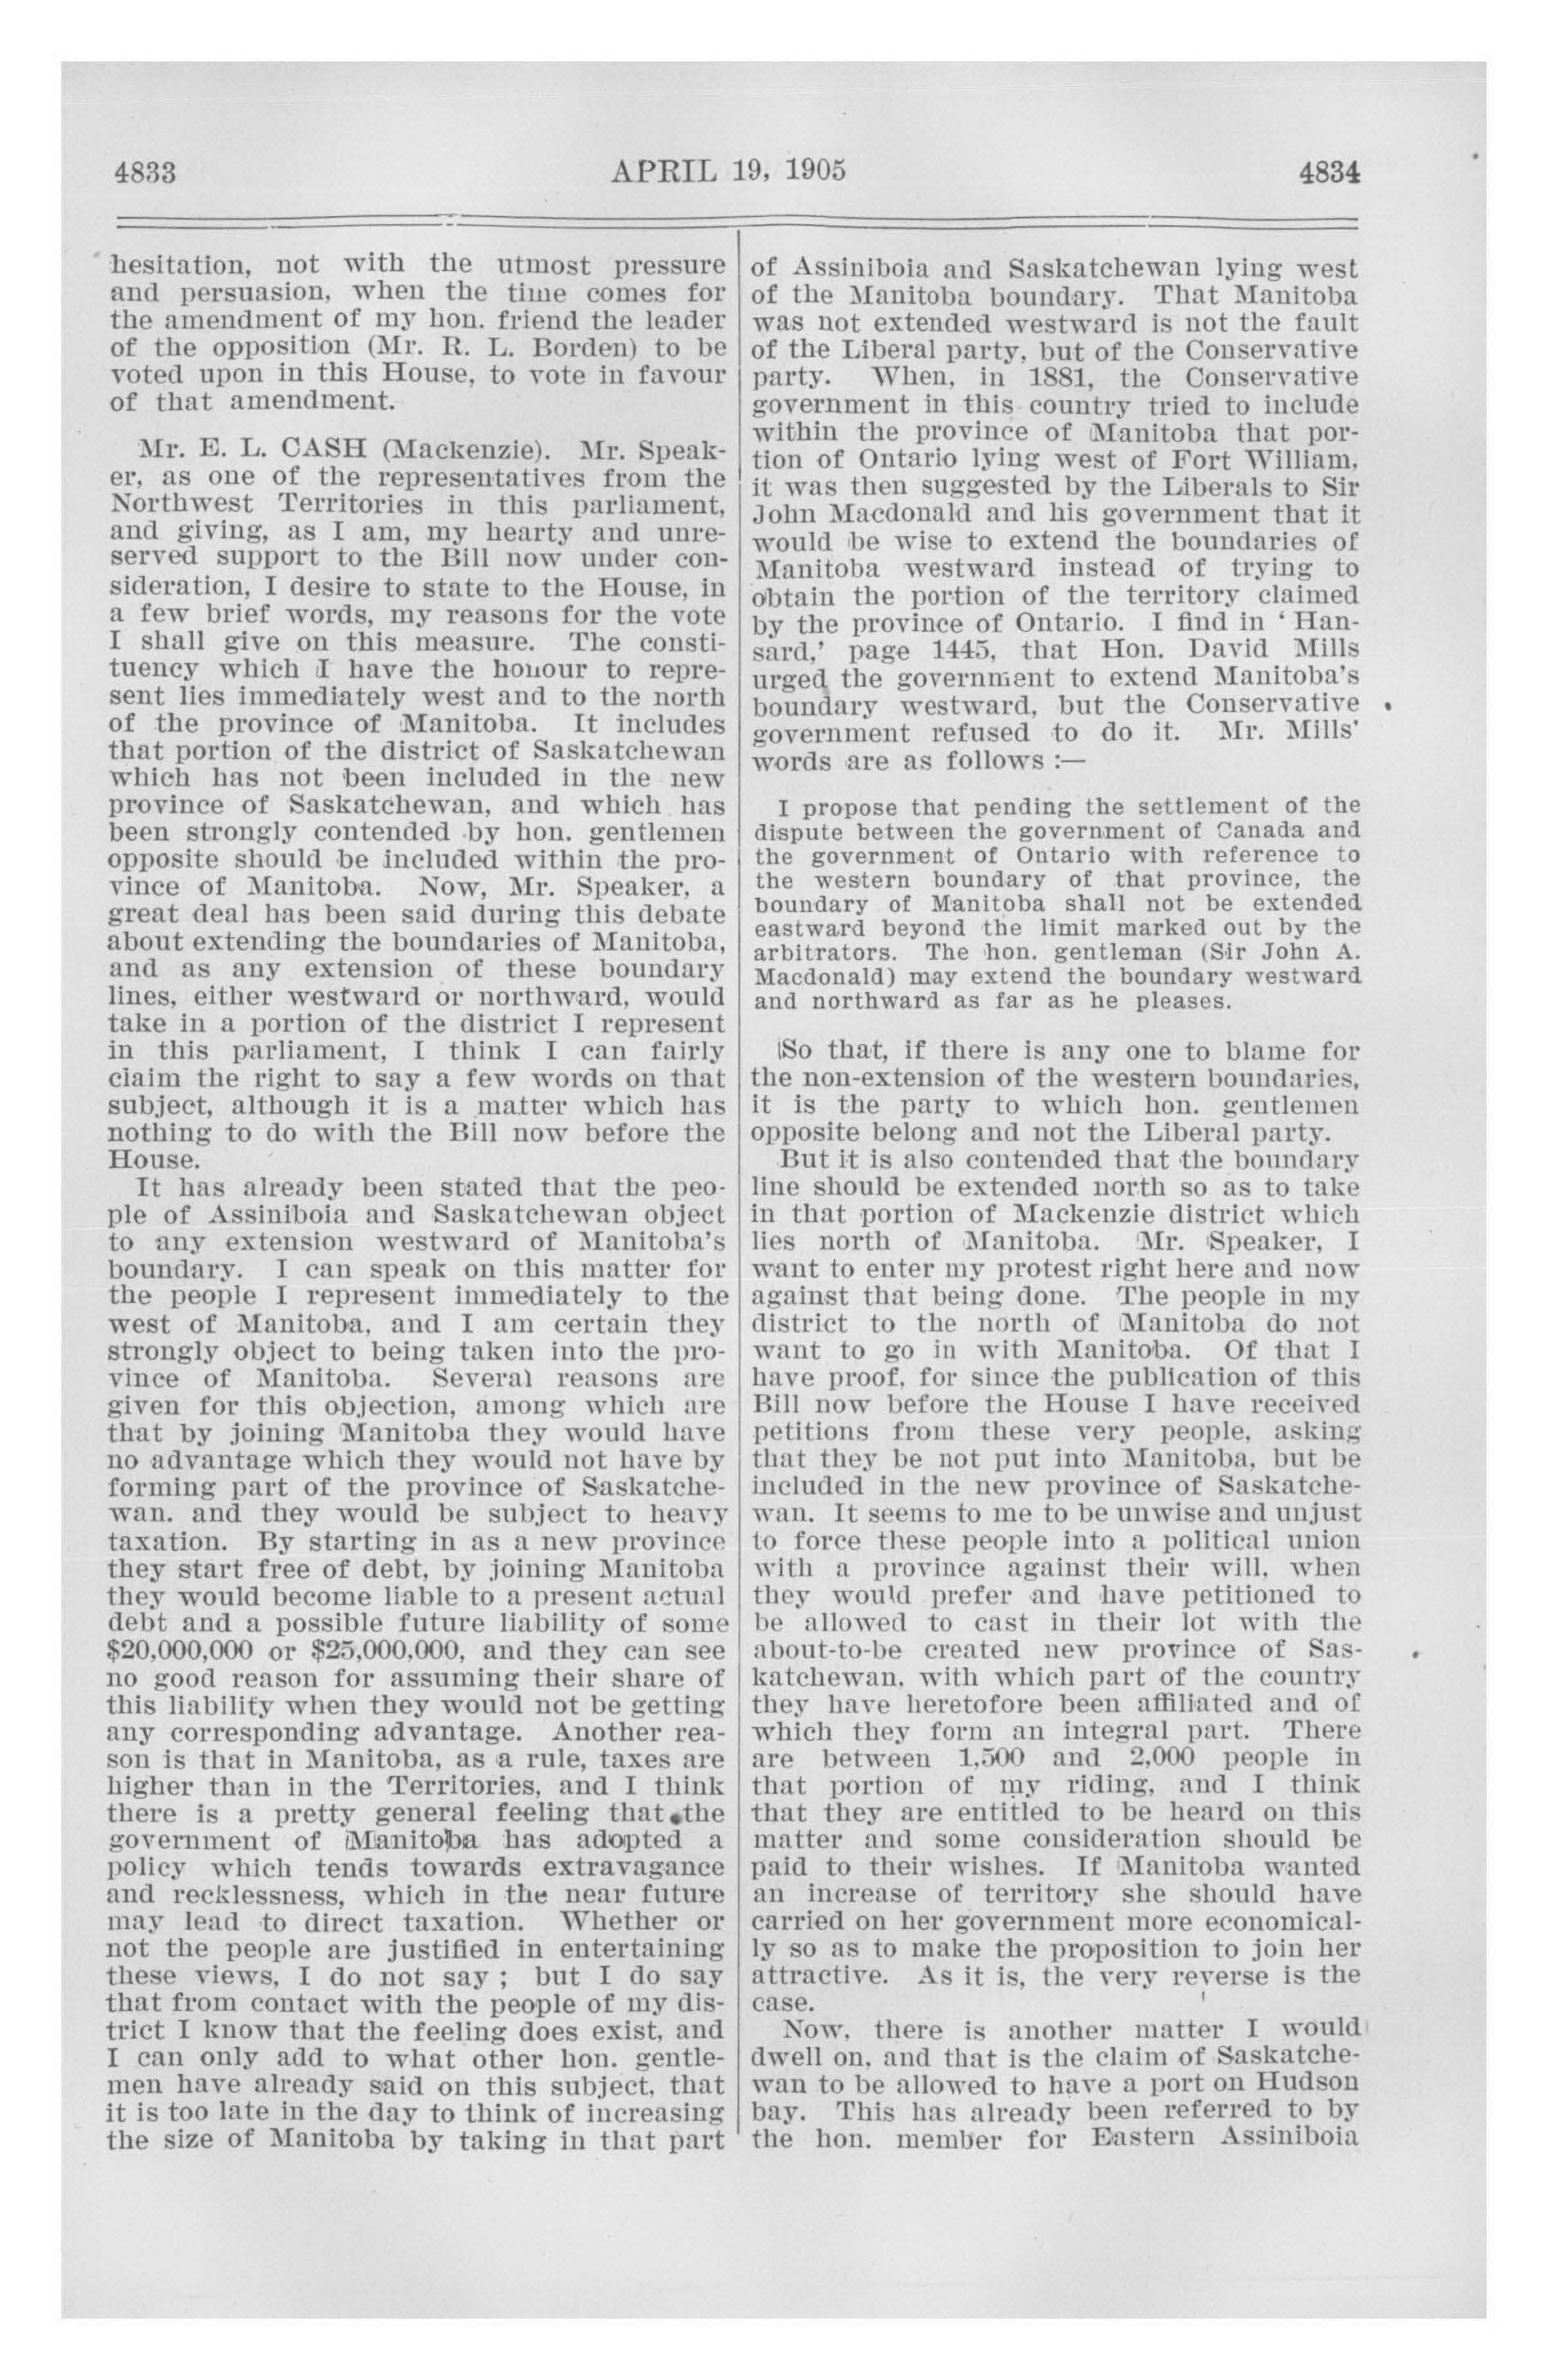 4833
APRIL 19, 1905
4834
hesitation, not with the utmost pressure
and persuasion, when the time comes for
the amendment of my hon. friend the leader
of the opposition (Mr. R. L. Borden) to be
voted upon in this House, to vote in favour
of that amendment.
Mr. E. L. CASH (Mackenzie). Mr. Speak-
er, as one of the representatives from the
Northwest Territories in this parliament,
and giving, as I am, my hearty and unre-
served support to the Bill now under con-
sideration, I desire to state to the House, in
a few brief words, my reasons for the vote
I shall give on this measure. The consti-
tuency which I have the honour to repre-
sent lies immediately west and to the north
of the province of Manitoba. It includes
that portion of the district of Saskatchewan
which has not been included in the new
province of Saskatchewan, and which has
been strongly contended by hon. gentlemen
opposite should be included within the pro-
vince of Manitoba. Now, Mr. Speaker, a
great deal has been said during this debate
about extending the boundaries of Manitoba,
and as any extension of these boundary
lines, either westward or northward, would
take in a portion of the district I represent
in this parliament, I think I can fairly
claim the right to say a few words on that
subject, although it is a matter which has
nothing to do with the Bill now before the
House.
It has already been stated that the peo-
ple of Assiniboia and Saskatchewan object
to any extension westward of Manitoba's
boundary. I can speak on this matter for
the people I represent immediately to the
west of Manitoba, and I am certain they
strongly object to being taken into the pro-
vince of Manitoba. Several reasons are
given for this objection, among which are
that by joining Manitoba they would have
no advantage which they would not have by
forming part of the province of Saskatche-
wan. and they would be subject to heavy
taxation. By starting in as a new province
they start free of debt, by joining Manitoba
they would become liable to a present actual
debt and a possible future liability of some
$20,000,000 or $25,000,000, and they can see
no good reason for assuming their share of
this liability when they would not be getting
any corresponding advantage. Another rea-
son is that in Manitoba, as a rule, taxes are
higher than in the Territories, and I think
there is a pretty general feeling that the
government of Manitoba has adopted a
policy which tends towards extravagance
and recklessness, which in the near future
may lead to direct taxation. Whether or
not the people are justified in entertaining
these views, I do not say ; but I do say
that from contact with the people of my dis-
trict I know that the feeling does exist, and
I can only add to what other hon. gentle-
men have already said on this subject, that
it is too late in the day to think of increasing
the size of Manitoba by taking in that part
of Assiniboia and Saskatchewan lying west
of the Manitoba boundary. That Manitoba
was not extended westward is not the fault
of the Liberal party, but of the Conservative
party. When, in 1881, the Conservative
government in this country tried to include
within the province of Manitoba that por-
tion of Ontario lying west of Fort William,
it was then suggested by the Liberals to Sir
John Macdonald and his government that it
would be wise to extend the boundaries of
Manitoba westward instead of trying to
obtain the portion of the territory claimed
by the province of Ontario. I find in ' Han-
sard,' page 1445, that Hon. David Mills
urged the government to extend Manitoba's
boundary westward, but the Conservative
government refused to do it. Mr. Mills'
words are as follows :—
I propose that pending the settlement of the
dispute between the government of Canada and
the government of Ontario with reference to
the western boundary of that province, the
boundary of Manitoba shall not be extended
eastward beyond the limit marked out by the
arbitrators. The hon. gentleman (Sir John A.
Macdonald) may extend the boundary westward
and northward as far as he pleases.
So that, if there is any one to blame for
the non-extension of the western boundaries,
it is the party to which hon. gentlemen
opposite belong and not the Liberal party.
But it is also contended that the boundary
line should be extended north so as to take
in that portion of Mackenzie district which
lies north of Manitoba. Mr. Speaker, I
want to enter my protest right here and now
against that being done. The people in my
district to the north of Manitoba do not
want to go in with Manitoba. Of that I
have proof, for since the publication of this
Bill now before the House I have received
petitions from these very people, asking
that they be not put into Manitoba, but be
included in the new province of Saskatche-
wan. It seems to me to be unwise and unjust
to force these people into a political union
with a province against their will, when
they would prefer and have petitioned to
be allowed to cast in their lot with the
about-to-be created new province of Sas-
katchewan, with which part of the country
they have heretofore been affiliated and of
which they form an integral part. There
are between 1,500 and 2,000 people in
that portion of my riding, and I think
that they are entitled to be heard on this
matter and some consideration should be
paid to their wishes. If Manitoba wanted
an increase of territory she should have
carried on her government more economical-
ly so as to make the proposition to join her
attractive. As it is, the very reverse is the
case.
Now, there is another matter I would
dwell on, and that is the claim of Saskatche-
wan to be allowed to have a port on Hudson
bay. This has already been referred to by
the hon. member for Eastern Assiniboia